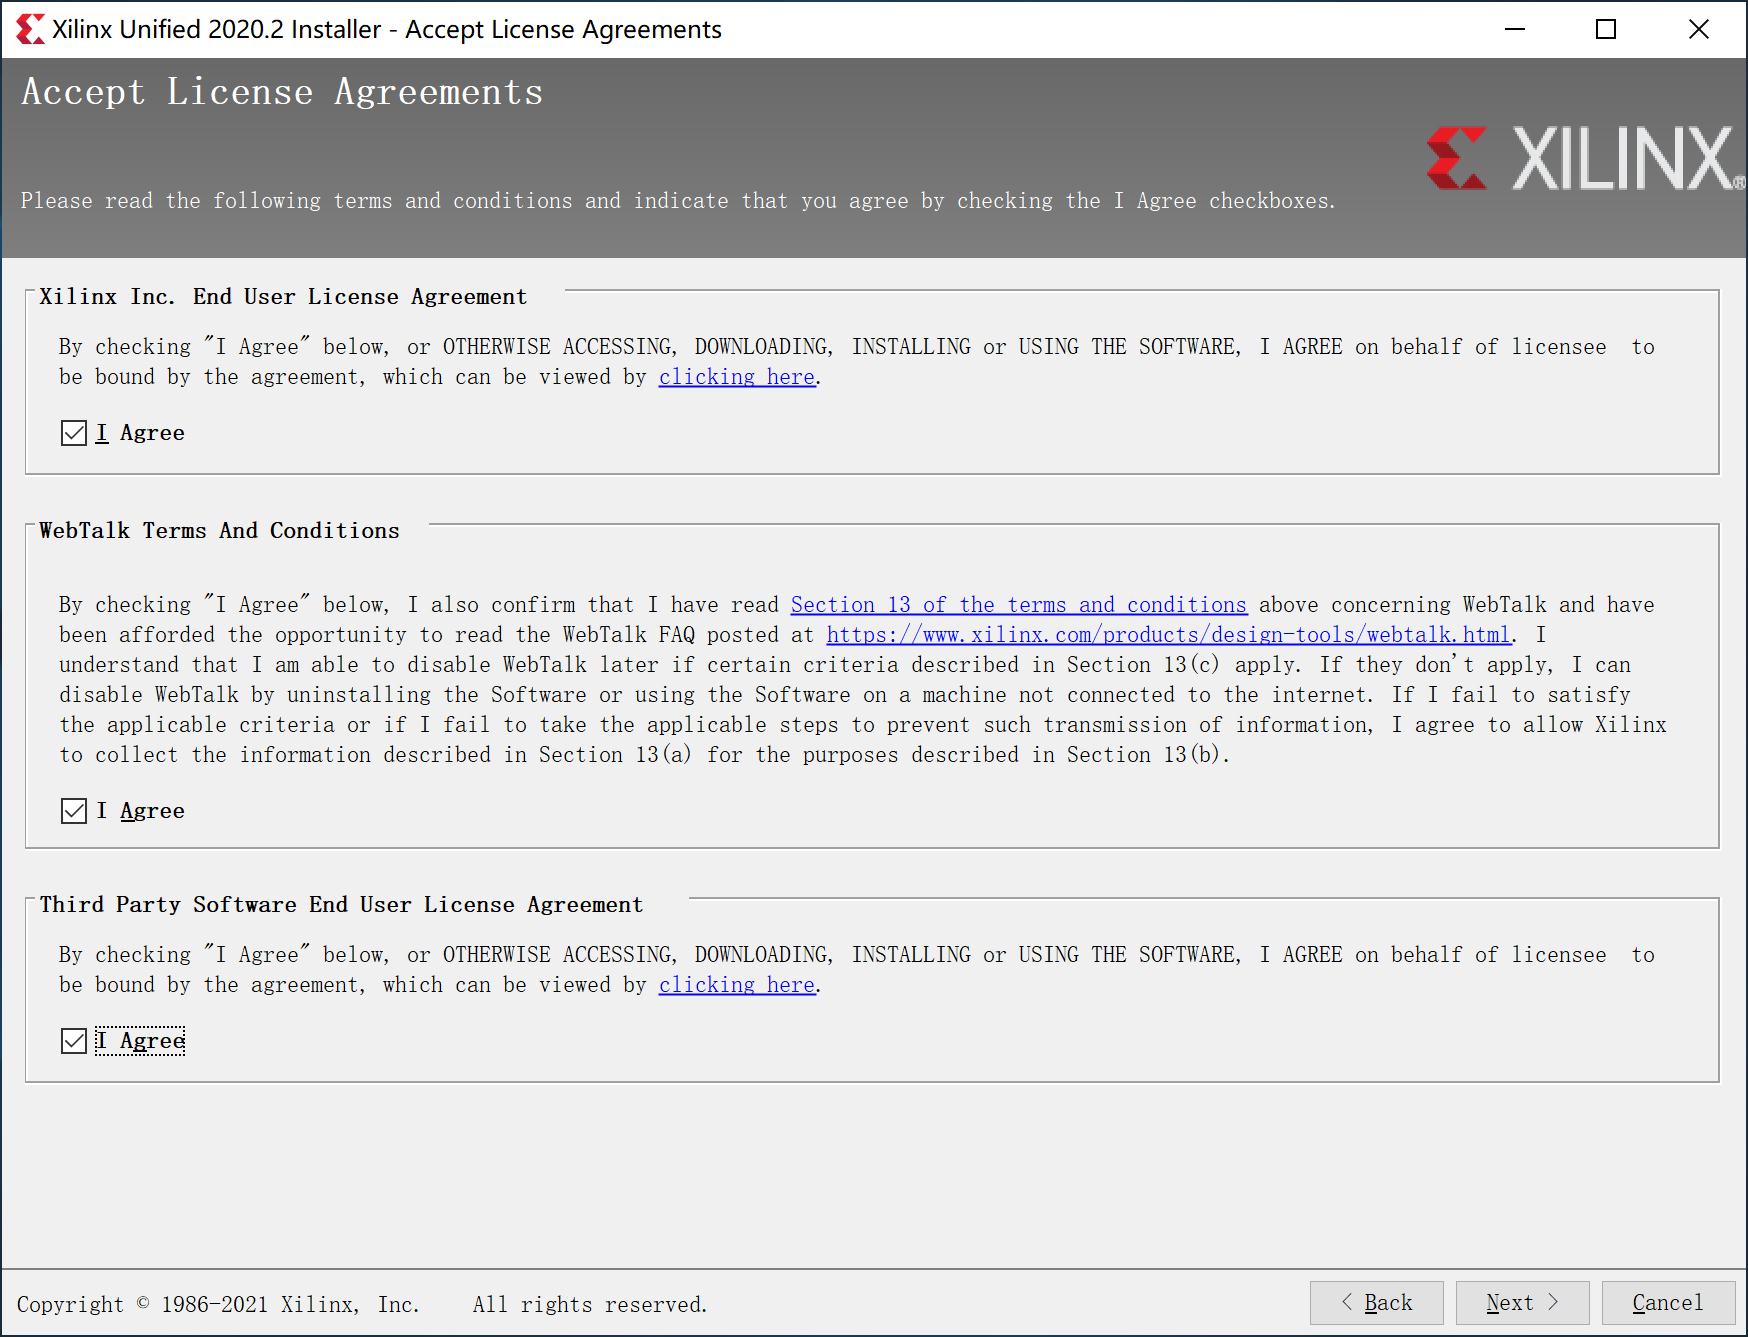 Xilinx Unified 2020.2 Installer - Accept License Agreements
Accept License Agreements
XILINX®
Please read the following terms and conditions and indicate that you agree by checking the I Agree checkboxes.
Xilinx Inc. End User License Agreement
By checking "I Agree" below, or OTHERWISE ACCESSING, DOWNLOADING, INSTALLING or USING THE SOFTWARE, I AGREE on behalf of licensee to
be bound by the agreement, which can be viewed by clicking here.
I Agree
WebTalk Terms And Conditions
By checking "I Agree" below, I also confirm that I have read Section 13 of the terms and conditions above concerning WebTalk and have
been afforded the opportunity to read the WebTalk FAQ posted at https://www.xilinx.com/products/design-tools/webtalk.html. I
understand that I am able to disable WebTalk later if certain criteria described in Section 13(c) apply. If they don't apply, I can
disable WebTalk by uninstalling the Software or using the Software on a machine not connected to the internet. If I fail to satisfy
the applicable criteria or if I fail to take the applicable steps to prevent such transmission of information, I agree to allow Xilinx
to collect the information described in Section 13(a) for the purposes described in Section 13(b).
I Agree
Third Party Software End User License Agreement
By checking "I Agree" below, or OTHERWISE ACCESSING, DOWNLOADING, INSTALLING or USING THE SOFTWARE, I AGREE on behalf of licensee to
be bound by the agreement, which can be viewed by clicking here.
I Agree
Copyright © 1986-2021 Xilinx, Inc. All rights reserved.
< Back
Next >
Cancel